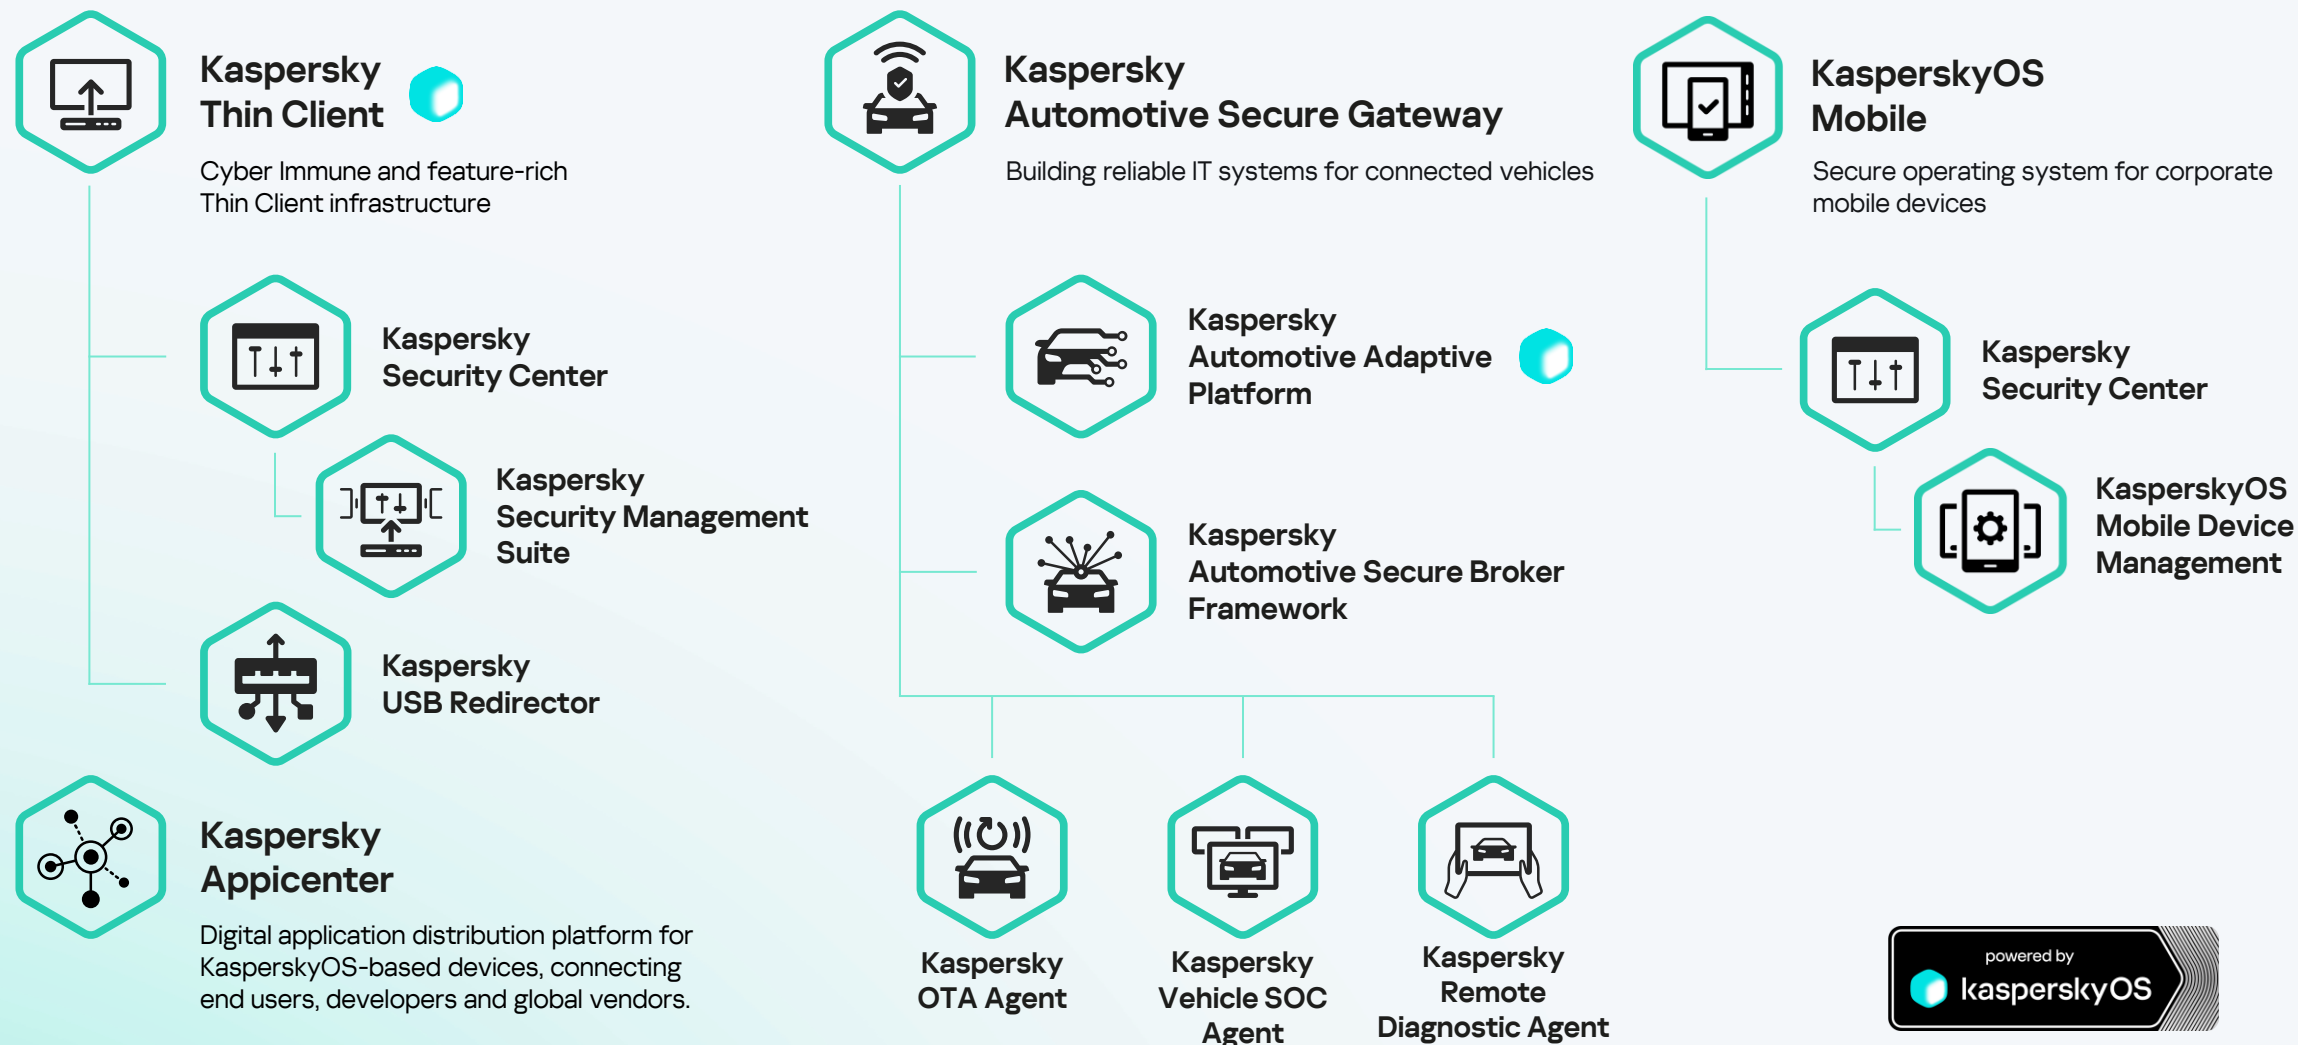 Kaspersky
Thin Client
Cyber Immune and feature-rich
Thin Client infrastructure
Kaspersky
Security Center
Kaspersky
Security Management
Suite
Kaspersky
USB Redirector
Kaspersky
Appicenter
Digital application distribution platform for
KasperskyOS-based devices, connecting
end users, developers and global vendors.
Kaspersky
Automotive Secure Gateway
Building reliable IT systems for connected vehicles
Kaspersky
Automotive Adaptive
Platform
Kaspersky
Automotive Secure Broker
Framework
Kaspersky
OTA Agent
Kaspersky
Vehicle SOC
Agent
Kaspersky
Remote
Diagnostic Agent
KasperskyOS
Mobile
Secure operating system for corporate
mobile devices
Kaspersky
Security Center
KasperskyOS
Mobile Device
Management
powered by
kasperskyOS